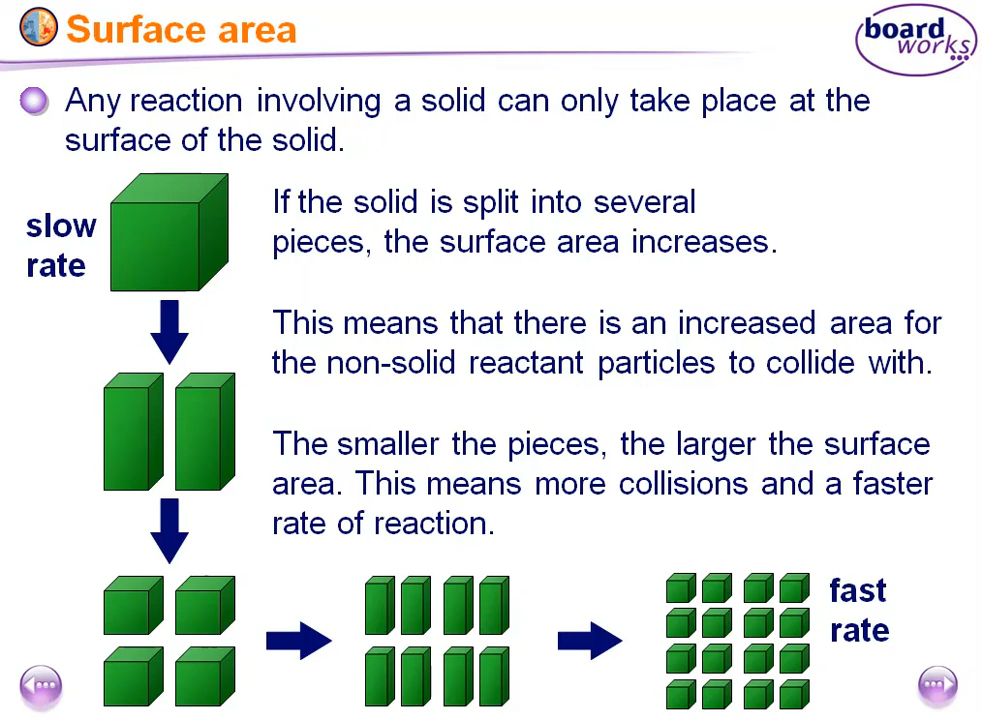 Surface area
board
works
Any reaction involving a solid can only take place at the
surface of the solid.
slow
rate
If the solid is split into several
pieces, the surface area increases.
This means that there is an increased area for
the non-solid reactant particles to collide with.
The smaller the pieces, the larger the surface
area. This means more collisions and a faster
rate of reaction.
fast
rate